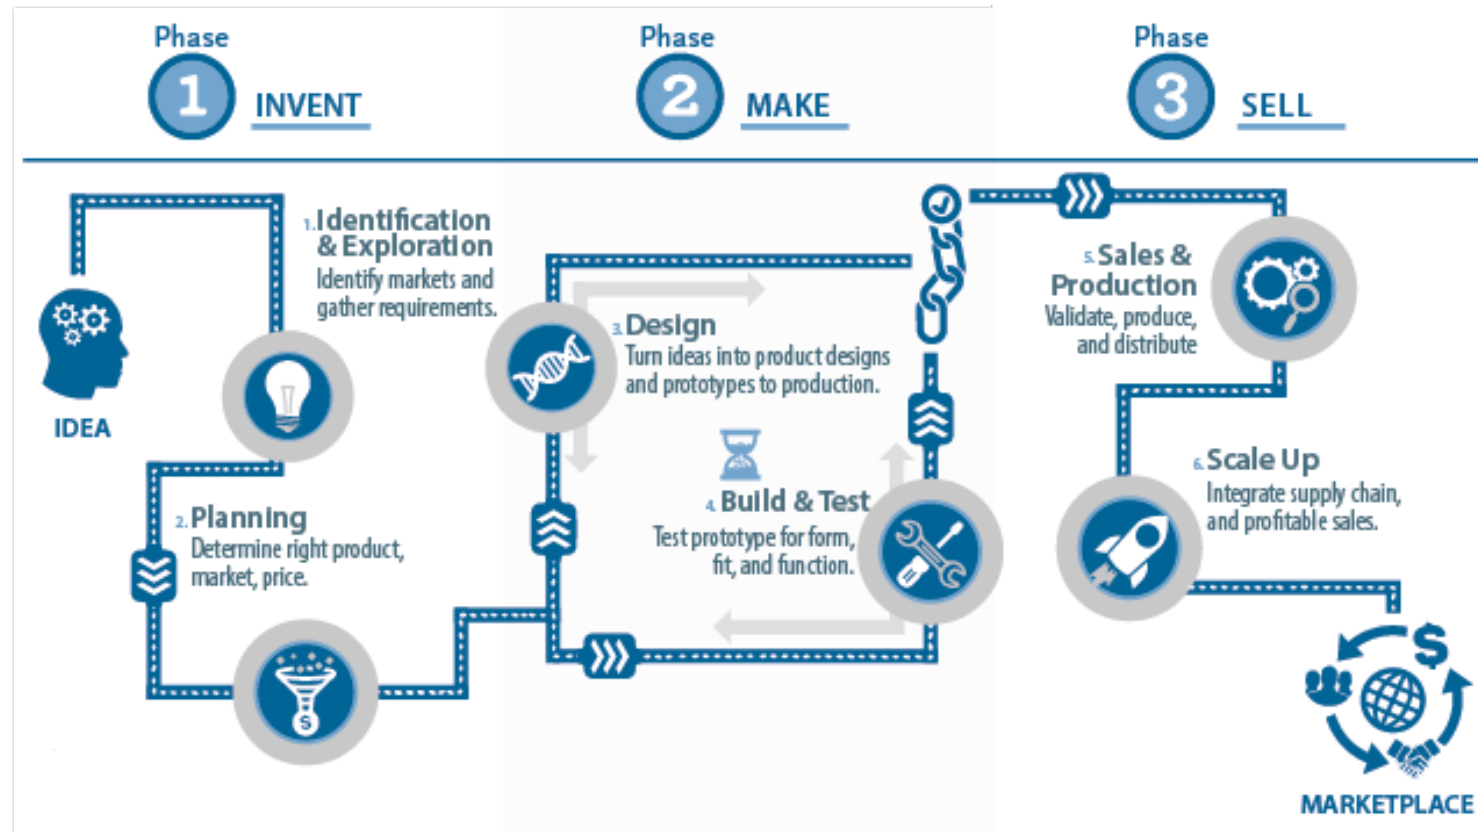 Phase
1 INVENT
Phase
2 MAKE
Phase
3 SELL
IDEA
1. Identification
& Exploration
Identify markets and
gather requirements.
2. Planning
Determine right product,
market, price.
$
3. Design
Turn ideas into product designs
and prototypes to production.
4. Build & Test
Test prototype for form,
fit, and function.
5. Sales &
Production
Validate, produce,
and distribute
6. Scale Up
Integrate supply chain,
and profitable sales.
$
MARKETPLACE